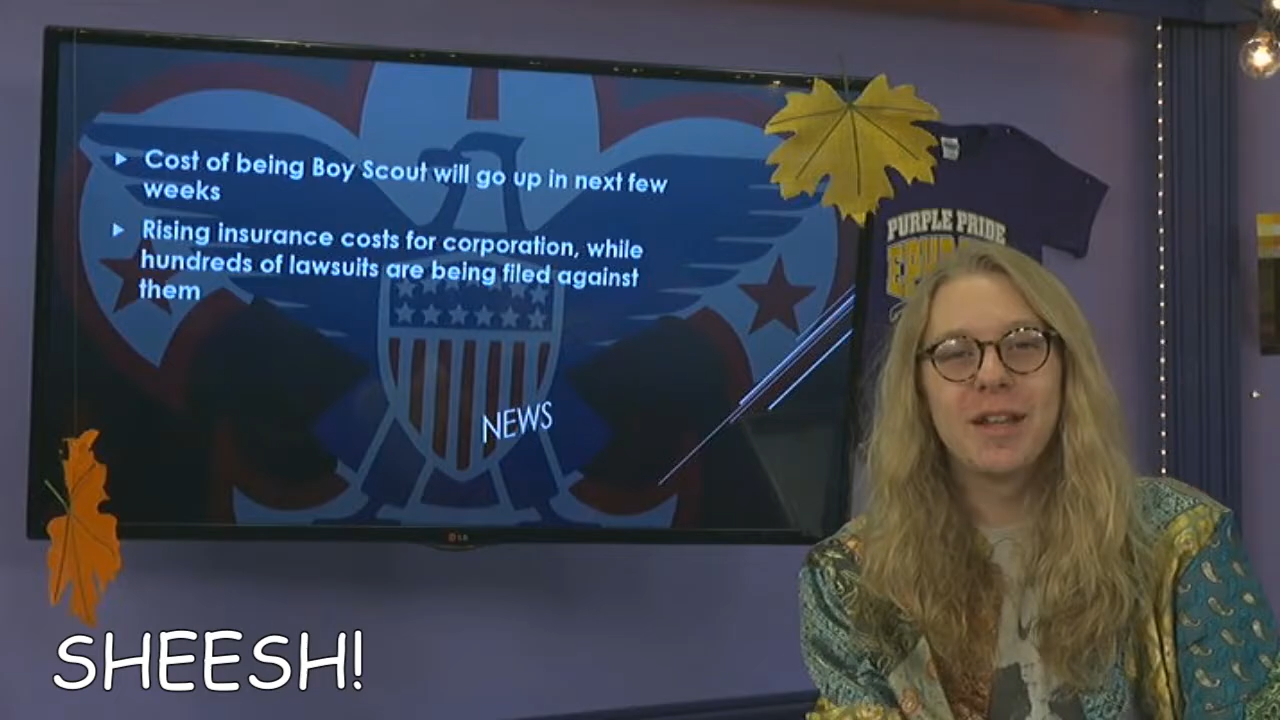 Cost of being Boy Scout will go up in next few
weeks
Rising insurance costs for corporation, while
hundreds of lawsuits are being filed against
them
NEWS
LG
PURPLE PRIDE
SHEESH!